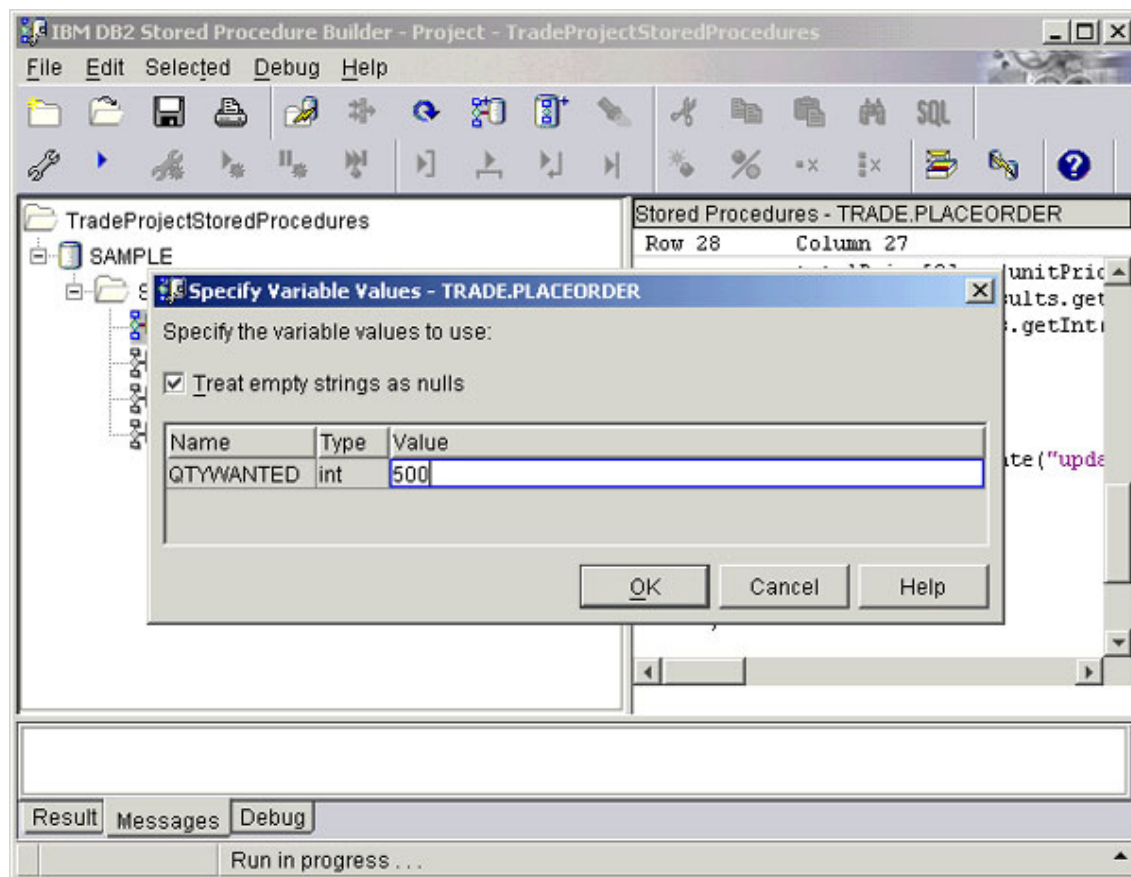 IBM DB2 Stored Procedure Builder - Project - TradeProjectStoredProcedures
File Edit Selected Debug Help
SQL
TradeProjectStoredProcedures
SAMPLE
Stored Procedures - TRADE.PLACEORDER
Row 28 Column 27
unitPric
ults.get
s.getInt(
ate("upda
Specify Variable Values - TRADE.PLACEORDER
Specify the variable values to use:
Treat empty strings as nulls
Name Type Value
QTYWANTED int 500
OK Cancel Help
Result Messages Debug
Run in progress . . .